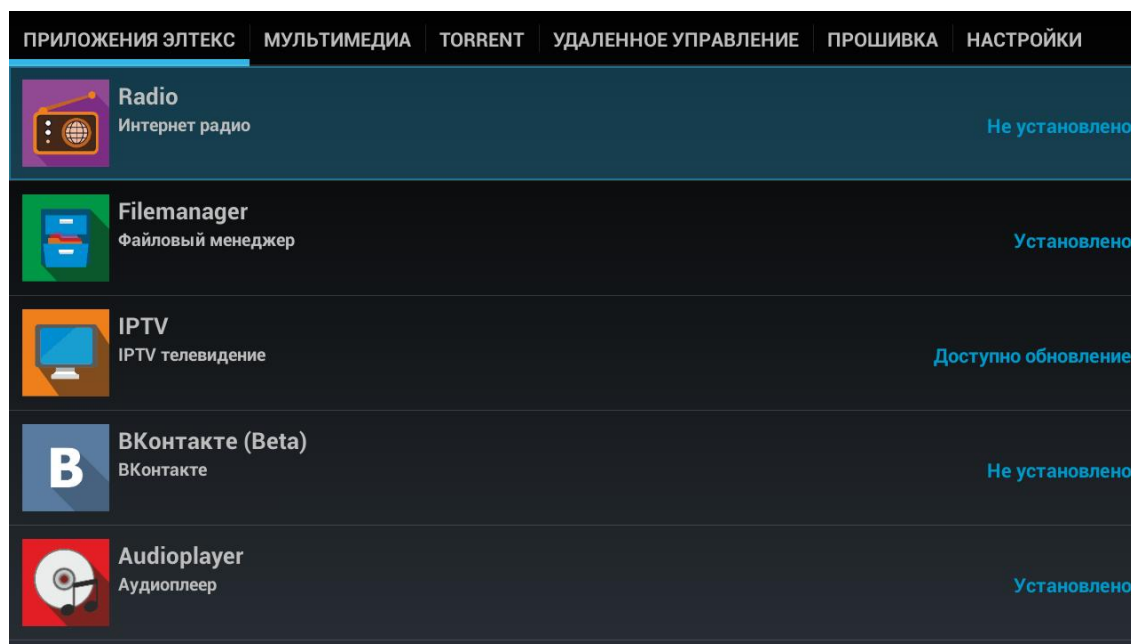 ПРИЛОЖЕНИЯ ЭЛТЕКС МУЛЬТИМЕДИА TORRENT УДАЛЕННОЕ УПРАВЛЕНИЕ ПРОШИВКА НАСТРОЙКИ
Radio
Интернет радио
Не установлено
Filemanager
Файловый менеджер
Установлено
IPTV
IPTV телевидение
Доступно обновление
В
ВКонтакте (Beta)
ВКонтакте
Не установлено
Audioplayer
Аудиоплеер
Установлено